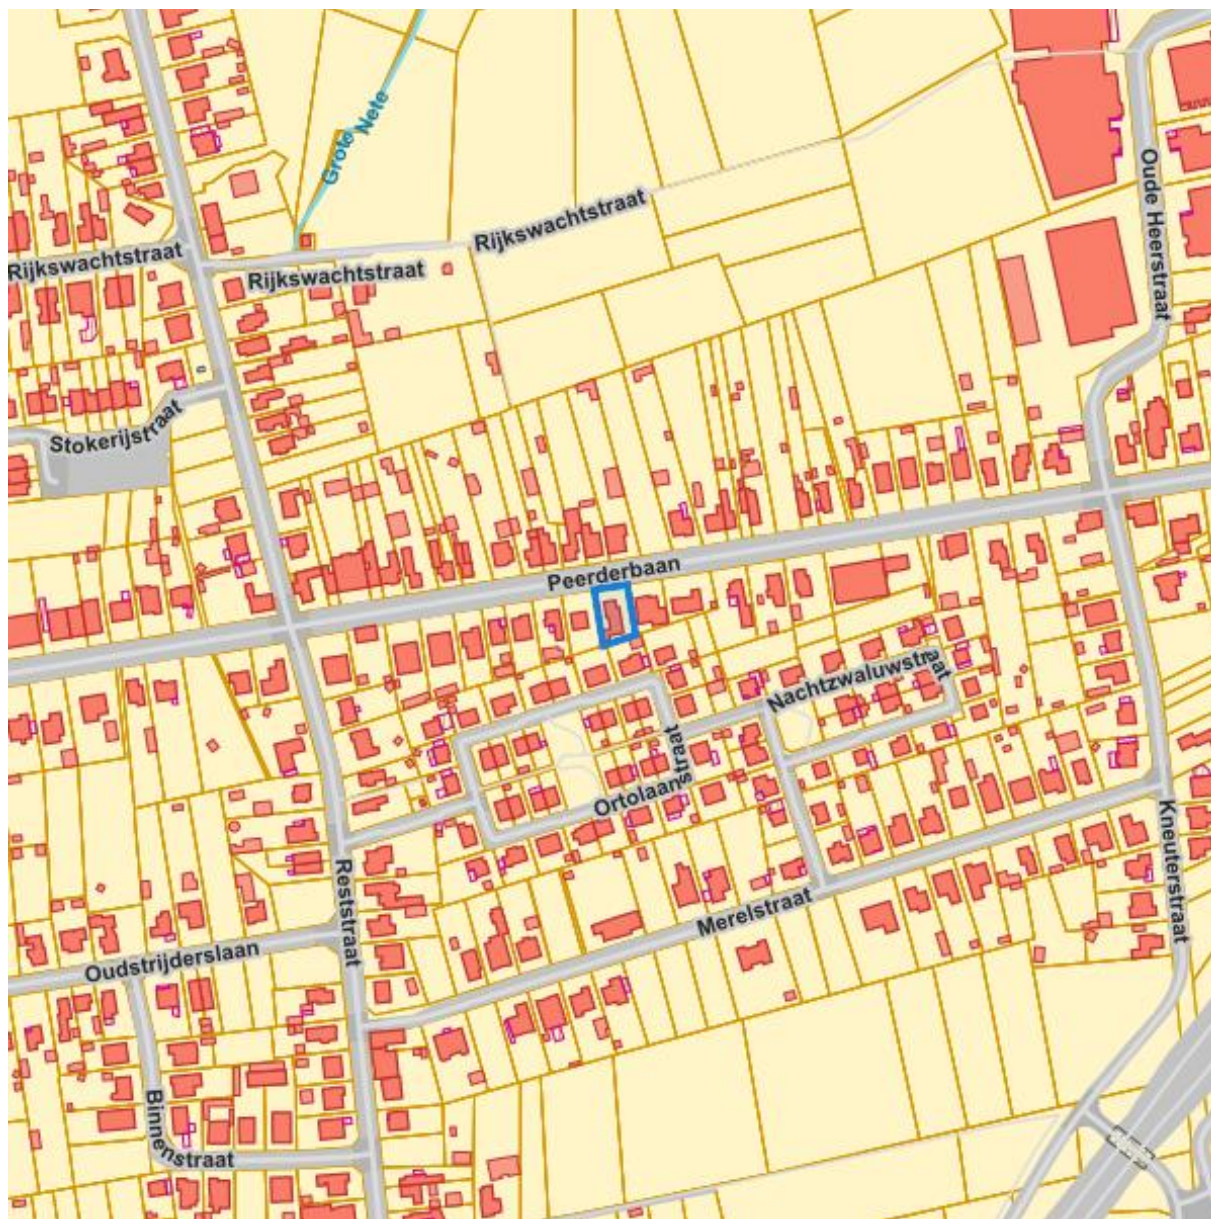 Grote Nete
Oude Heerstraat
Rijkswachtstraat
Rijkswachtstraat
Rijkswachtstraat
Stokerijstraat
Peerderbaan
Nachtzwaluwstraat
Ortolaanstraat
Kneuterstraat
Reststraat
Merelstraat
Oudstrijderslaan
Binnenstraat